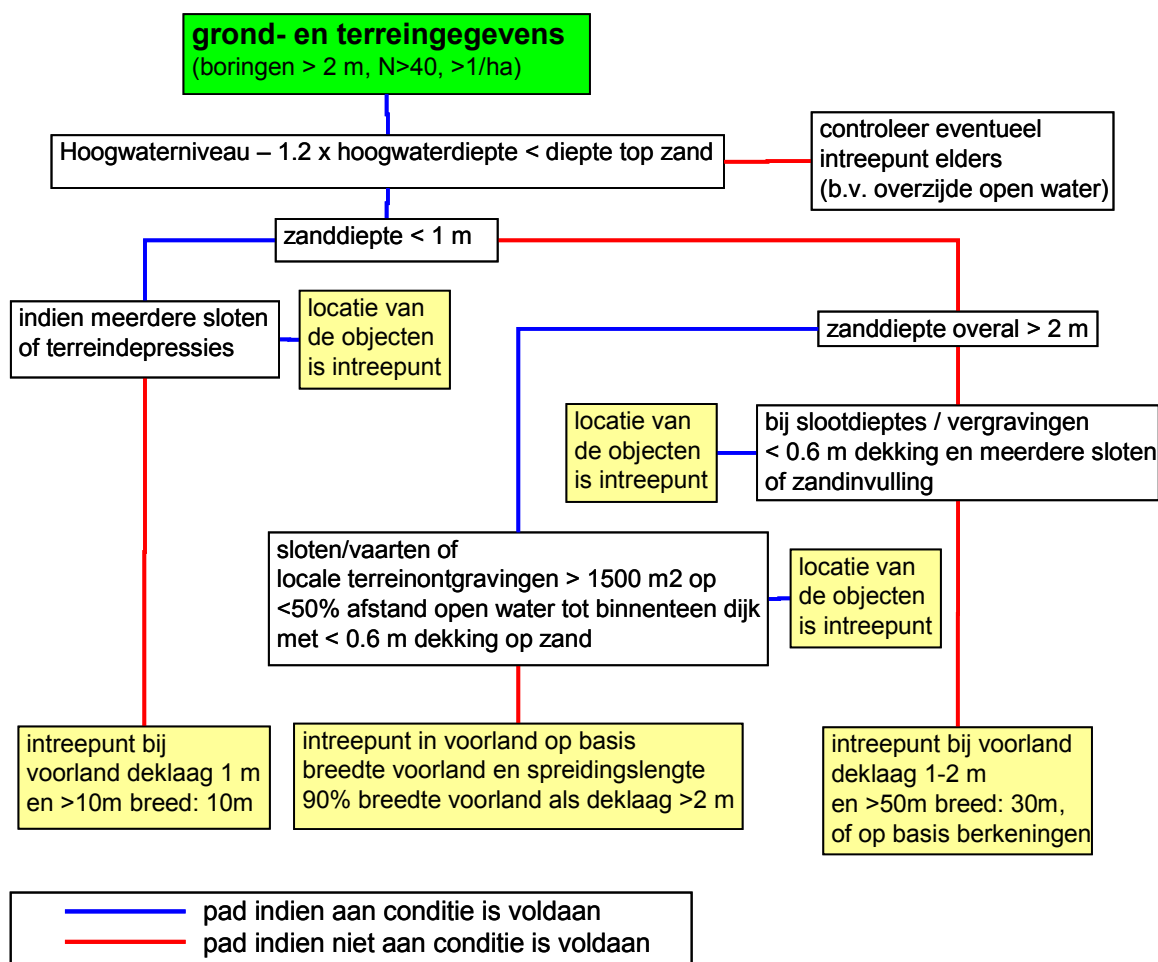 grond- en terreingegevens
(boringen > 2 m, N>40, >1/ha)
Hoogwaterniveau – 1.2 x hoogwaterdiepte < diepte top zand
controleer eventueel
intreepunt elders
(b.v. overzijde open water)
zanddiepte < 1 m
indien meerdere sloten
of terreindepressies
locatie van
de objecten
is intreepunt
zanddiepte overal > 2 m
locatie van
de objecten
is intreepunt
bij slootdieptes / vergravingen
< 0.6 m dekking en meerdere sloten
of zandinvulling
sloten/vaarten of
locale terreinontgravingen > 1500 m2 op
<50% afstand open water tot binnenteen dijk
met < 0.6 m dekking op zand
locatie van
de objecten
is intreepunt
intreepunt bij
voorland deklaag 1 m
en >10m breed: 10m
intreepunt in voorland op basis
breedte voorland en spreidingslengte
90% breedte voorland als deklaag >2 m
intreepunt bij voorland
deklaag 1-2 m
en >50m breed: 30m,
of op basis berkeningen
pad indien aan conditie is voldaan
pad indien niet aan conditie is voldaan